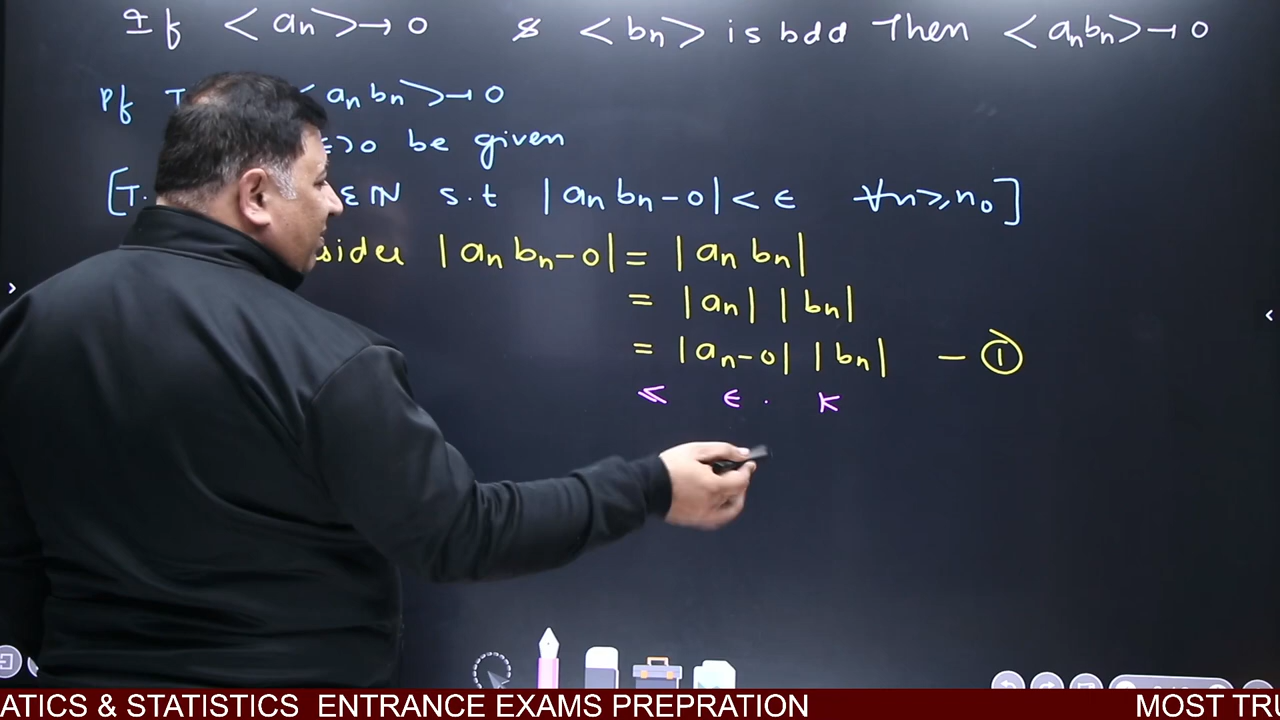 If <an>→0 & <bn> is bdd Then <anbn>→0
Pf T <an bn>→0
∈>0 be given
[T. ∈ N s.t |an bn-0| < ∈ ∀n≥n0]
sider |an bn-0| = |an bn|
= |an| |bn|
= |an-0| |bn| - ①
≤ ∈ . K
ATICS & STATISTICS ENTRANCE EXAMS PREPRATION MOST TRU